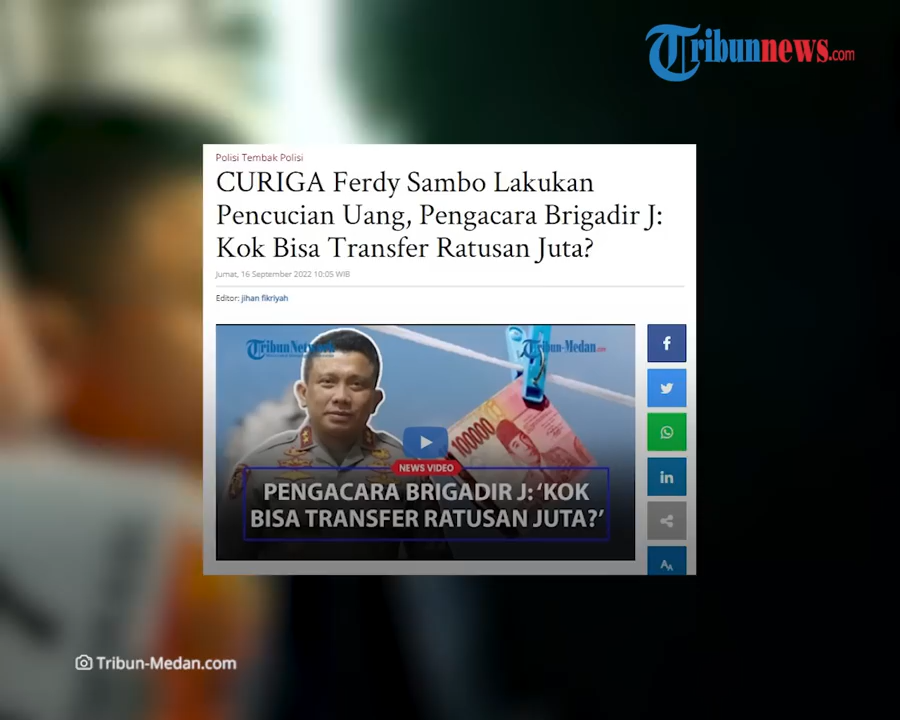 Tribunnews.com
Polisi Tembak Polisi
CURIGA Ferdy Sambo Lakukan
Pencucian Uang, Pengacara Brigadir J:
Kok Bisa Transfer Ratusan Juta?
Jumat, 16 September 2022 10:05 WIB
Editor: jihan fikriyah
TribunNetwork
Tribun-Medan.com
100000
NEWS VIDEO
PENGACARA BRIGADIR J: ‘KOK
BISA TRANSFER RATUSAN JUTA?’
Tribun-Medan.com